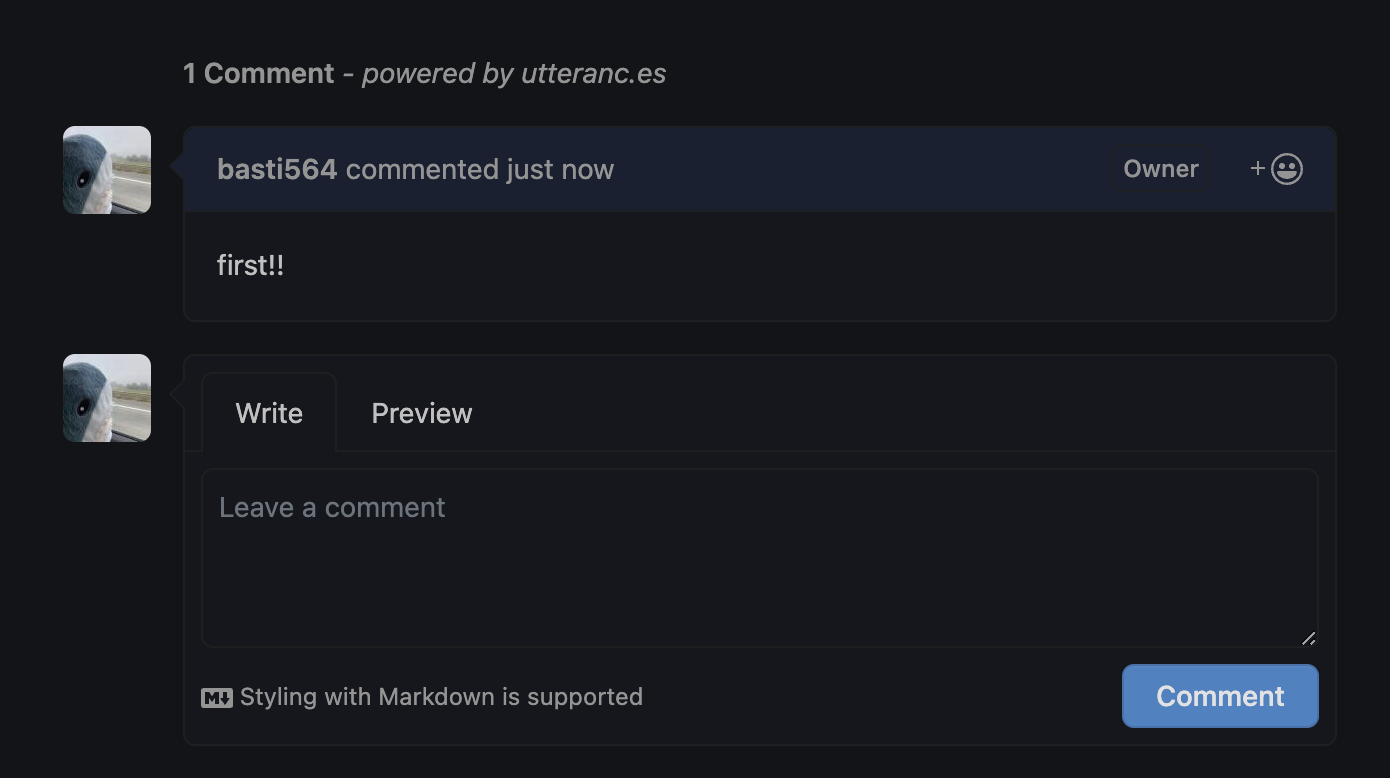 1 Comment - powered by utteranc.es
basti564 commented just now
Owner
+
first!!
Write
Preview
Leave a comment
M Styling with Markdown is supported
Comment